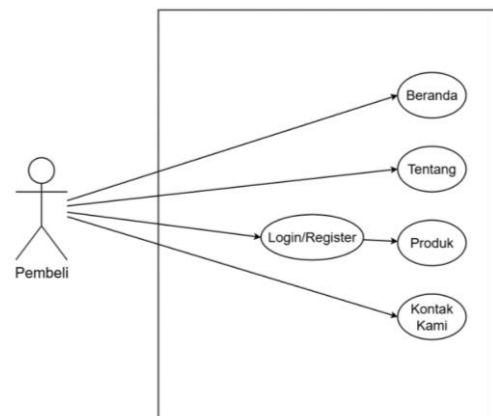 Beranda
Tentang
Login/Register
Produk
Pembeli
Kontak
Kami